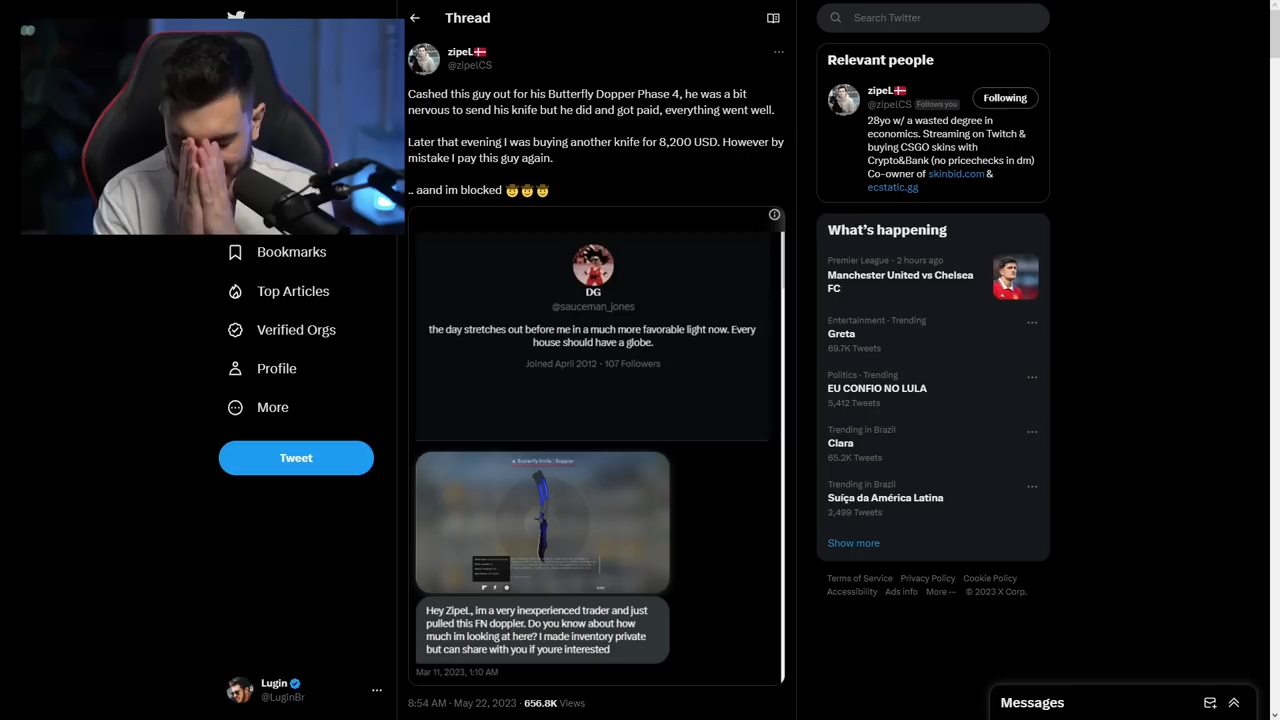 Thread
zipeL
@zipelCS
Cashed this guy out for his Butterfly Dopper Phase 4, he was a bit
nervous to send his knife but he did and got paid, everything went well.
Later that evening I was buying another knife for 8,200 USD. However by
mistake I pay this guy again.
.. aand im blocked 🤠🤠🤠
DG
@sauceman_jones
the day stretches out before me in a much more favorable light now. Every
house should have a globe.
Joined April 2012 · 107 Followers
Butterfly Knife | Doppler
Hey ZipeL, im a very inexperienced trader and just
pulled this FN doppler. Do you know about how
much im looking at here? I made inventory private
but can share with you if youre interested
Mar 11, 2023, 1:10 AM
8:54 AM · May 22, 2023 · 656.8K Views
Bookmarks
Top Articles
Verified Orgs
Profile
More
Tweet
Lugin
@LuginBr
Search Twitter
Relevant people
zipeL
@zipelCS Follows you
Following
28yo w/ a wasted degree in
economics. Streaming on Twitch &
buying CSGO skins with
Crypto&Bank (no pricechecks in dm)
Co-owner of skinbid.com &
ecstatic.gg
What's happening
Premier League · 2 hours ago
Manchester United vs Chelsea
FC
Entertainment · Trending
Greta
69.7K Tweets
Politics · Trending
EU CONFIO NO LULA
5,412 Tweets
Trending in Brazil
Clara
65.2K Tweets
Trending in Brazil
Suíça da América Latina
2,499 Tweets
Show more
Terms of Service Privacy Policy Cookie Policy
Accessibility Ads info More ··· © 2023 X Corp.
Messages